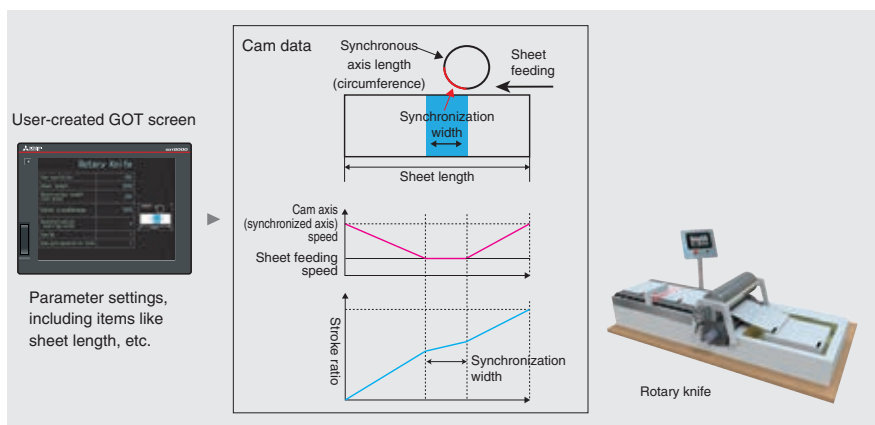 User-created GOT screen
Rotary Knife
Parameter settings,
including items like
sheet length, etc.
Cam data
Synchronous
axis length
(circumference)
Sheet
feeding
Synchronization
width
Sheet length
Cam axis
(synchronized axis)
speed
Sheet feeding
speed
Stroke ratio
Synchronization
width
Rotary knife